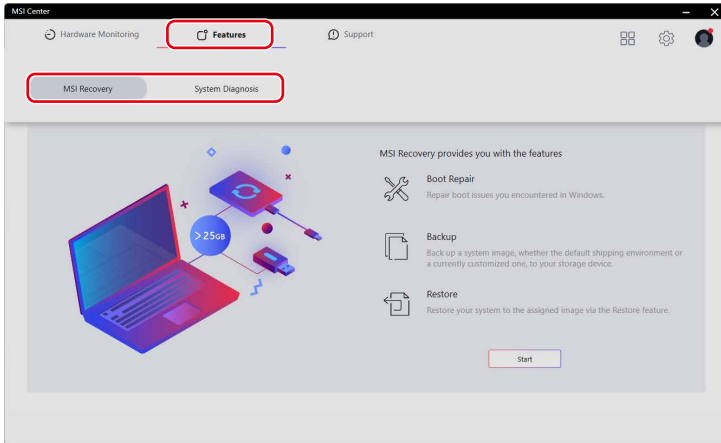 MSI Center
Hardware Monitoring
Features
Support
MSI Recovery
System Diagnosis
MSI Recovery provides you with the features
Boot Repair
Repair boot issues you encountered in Windows.
>25GB
Backup
Back up a system image, whether the default shipping environment or
a currently customized one, to your storage device.
Restore
Restore your system to the assigned image via the Restore feature.
Start